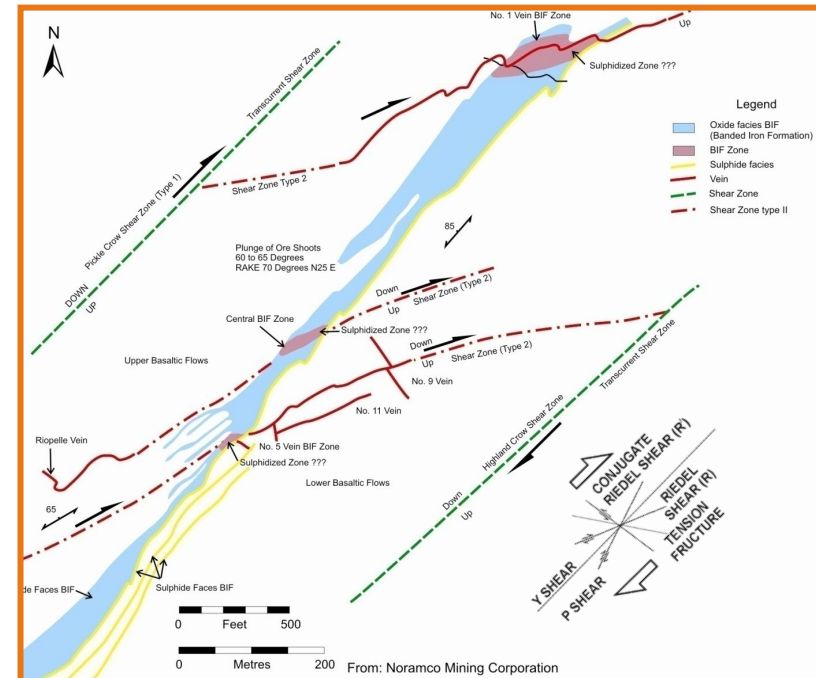 N
No. 1 Vein BIF Zone
Up
Sulphidized Zone ???
Transcurrent Shear Zone
Pickle Crow Shear Zone (Type 1)
DOWN
UP
Shear Zone Type 2
Legend
Oxide facies BIF
(Banded Iron Formation)
BIF Zone
Sulphide facies
Vein
Shear Zone
Shear Zone type II
85
Plunge of Ore Shoots
60 to 65 Degrees
RAKE 70 Degrees N25 E
Down
Up
Shear Zone (Type 2)
Central BIF Zone
Sulphidized Zone ???
Down
Up
Shear Zone (Type 2)
Upper Basaltic Flows
No. 9 Vein
No. 11 Vein
Transcurrent Shear Zone
Highland Crow Shear Zone
Down
Up
Riopelle Vein
No. 5 Vein BIF Zone
Sulphidized Zone ???
Lower Basaltic Flows
65
CONJUGATE
RIEDEL SHEAR (R')
RIEDEL
SHEAR (R)
TENSION
FRUCTURE
Y SHEAR
P SHEAR
Sulphide Faces BIF
de Faces BIF
0 Feet 500
0 Metres 200
From: Noramco Mining Corporation